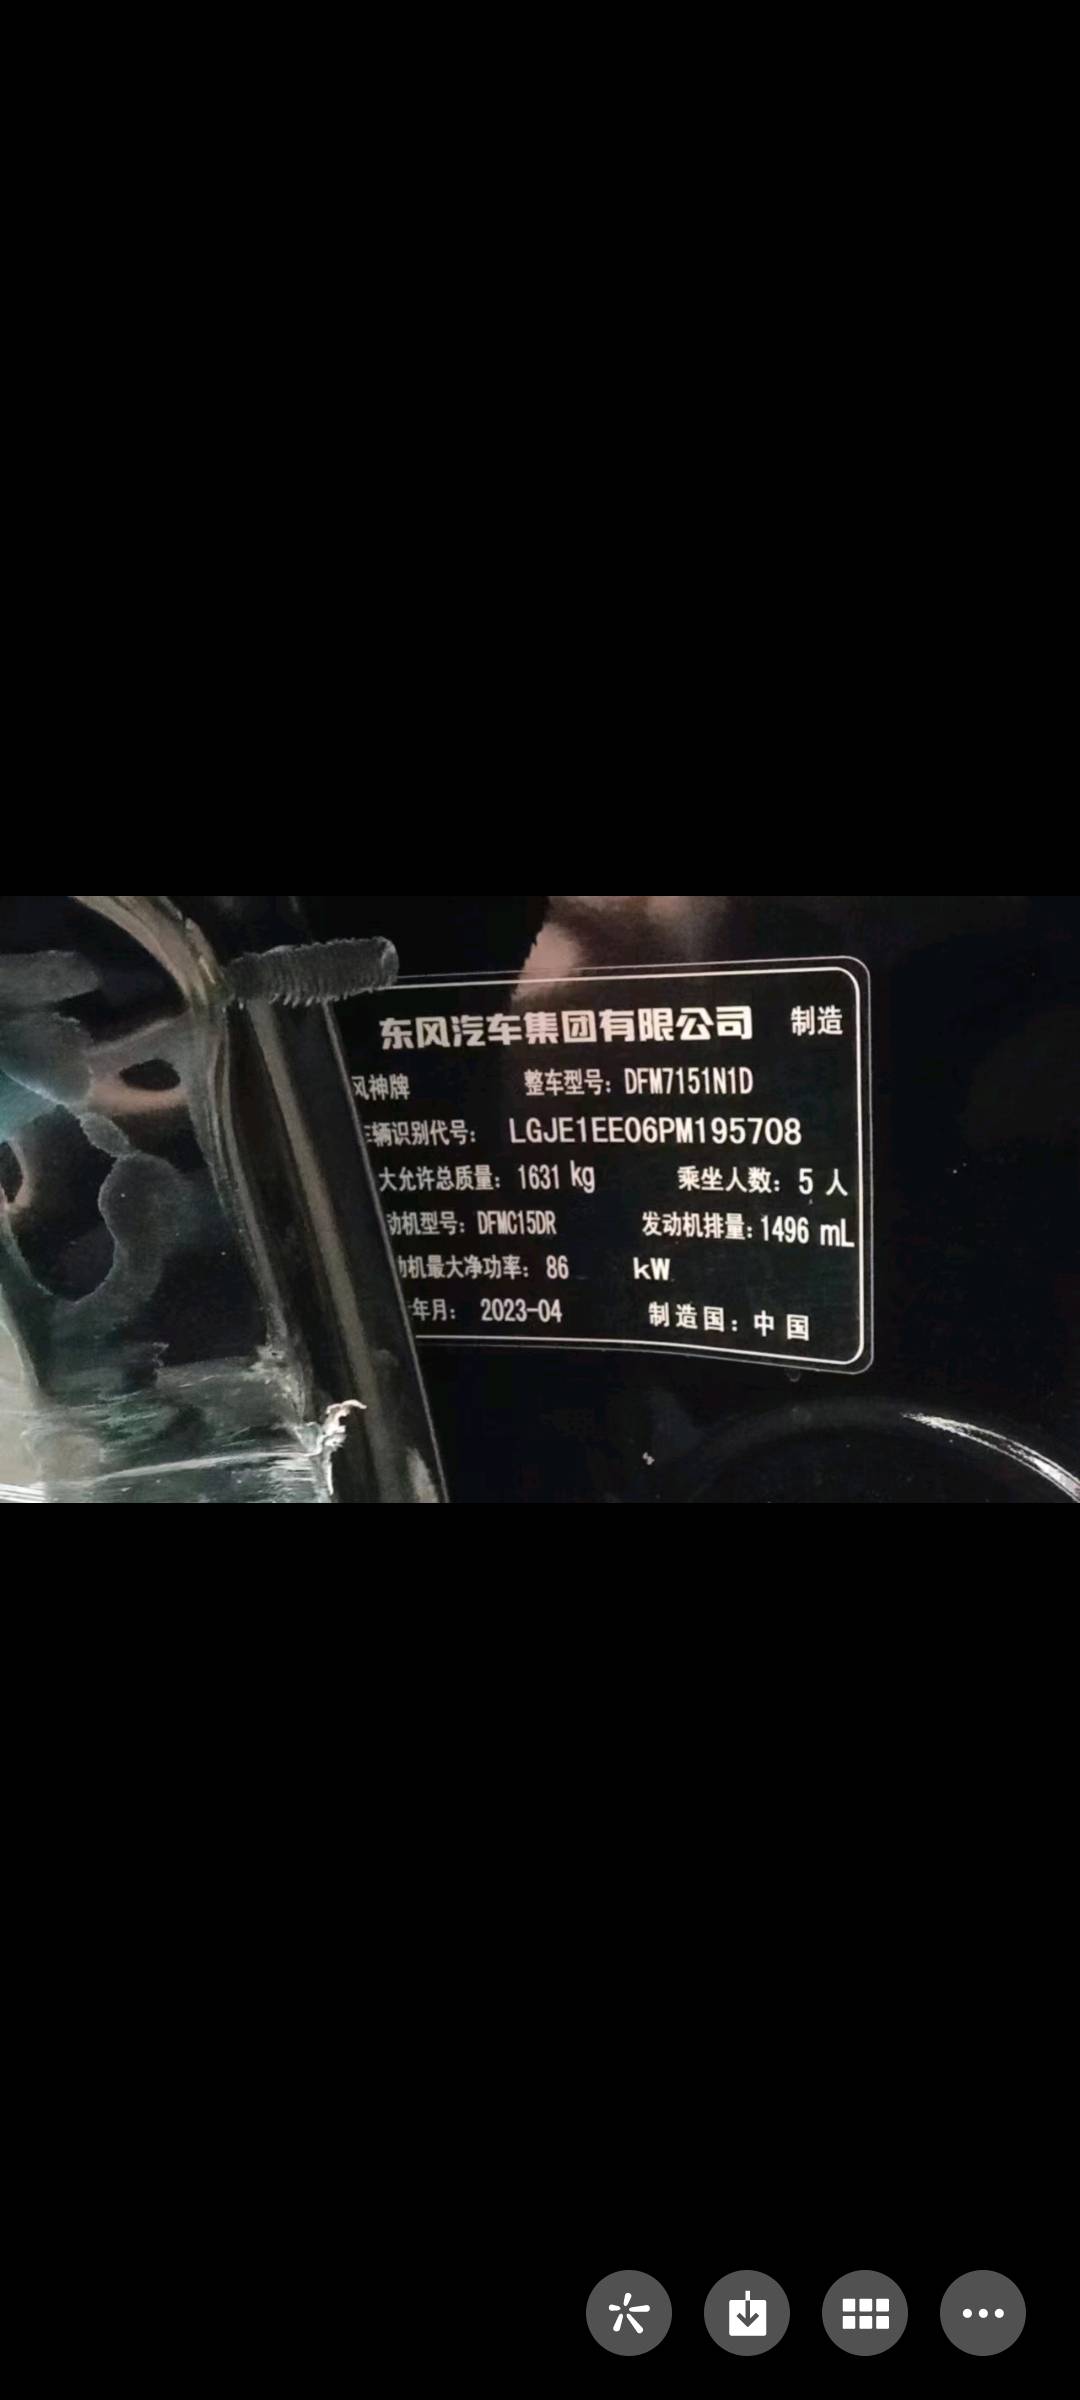 东风汽车集团有限公司 制造
风神牌 整车型号：DFM7151N1D
辆识别代号： LGJE1EE06PM195708
大允许总质量：1631 kg 乘坐人数：5 人
动机型号：DFMC15DR 发动机排量：1496 mL
机最大净功率：86 kW
年月： 2023-04 制造国：中国